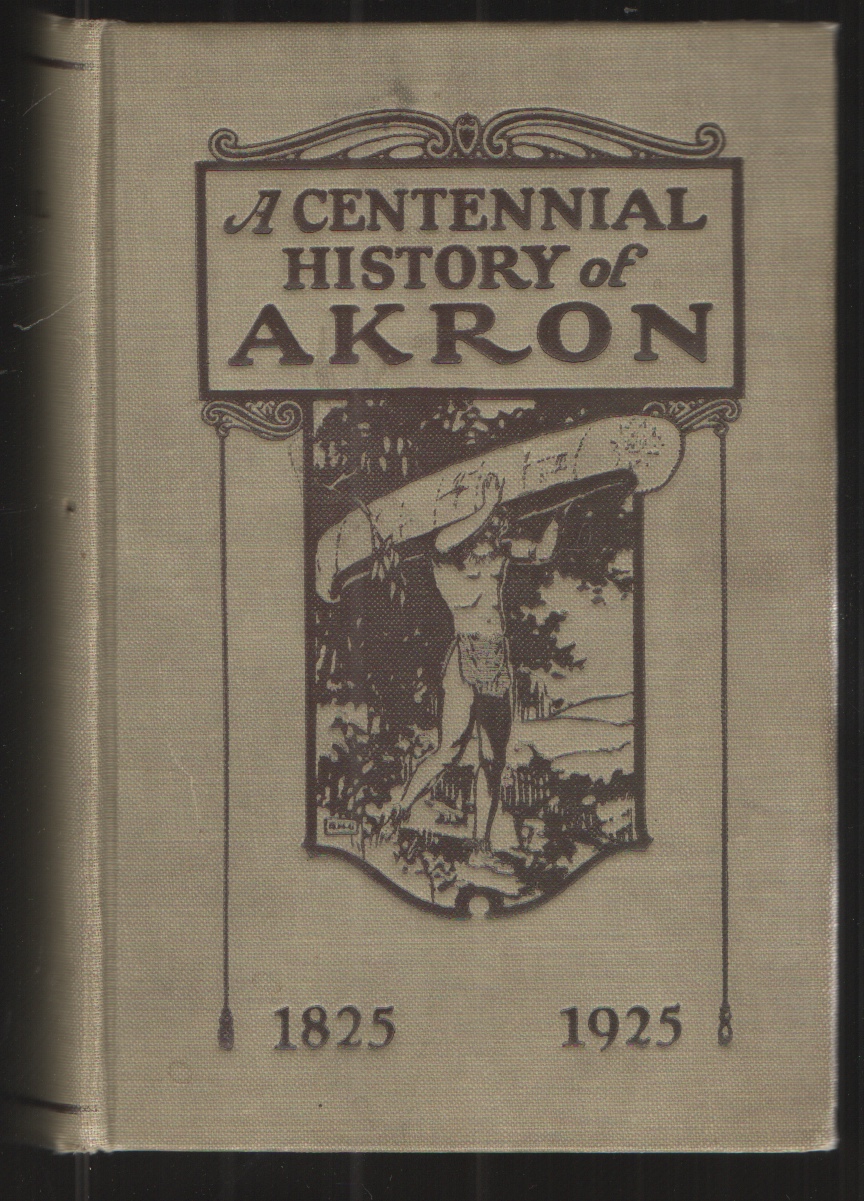 A CENTENNIAL
HISTORY of
AKRON
1825 1925